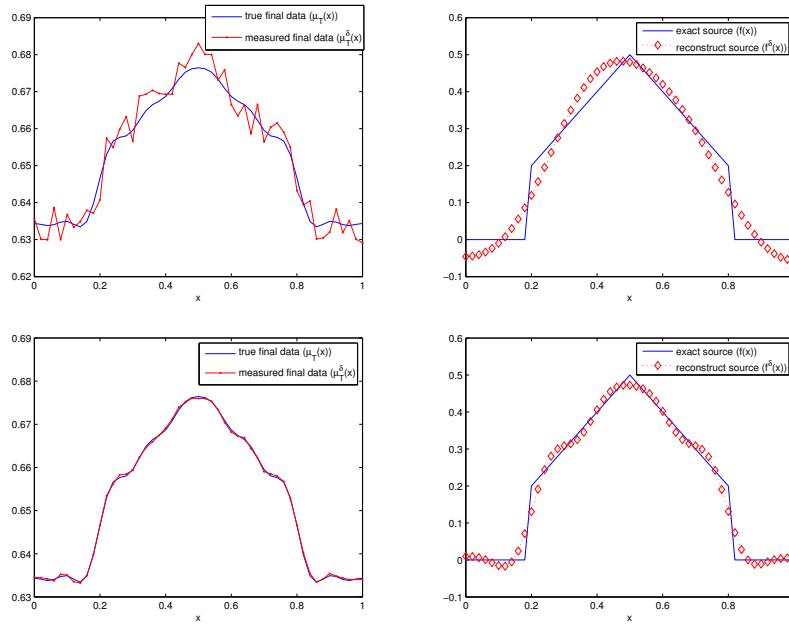 0.69
0.68
0.67
0.66
0.65
0.64
0.63
0.62
0 0.2 0.4 0.6 0.8 1
x
true final data (μ_T(x))
measured final data (μ_T^δ(x)
0.6
0.5
0.4
0.3
0.2
0.1
0
−0.1
0 0.2 0.4 0.6 0.8
x
exact source (f(x))
reconstruct source (f^δ(x))
0.69
0.68
0.67
0.66
0.65
0.64
0.63
0 0.2 0.4 0.6 0.8 1
x
true final data (μ_T(x))
measured final data (μ_T^δ(x)
0.6
0.5
0.4
0.3
0.2
0.1
0
−0.1
0 0.2 0.4 0.6 0.8
x
exact source (f(x))
reconstruct source (f^δ(x))